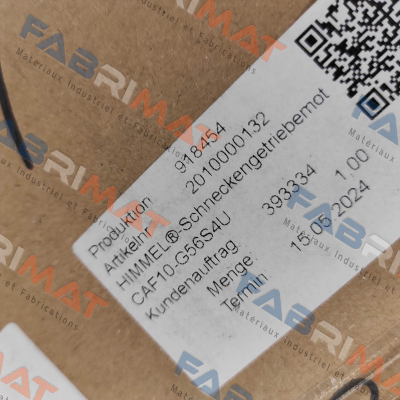 Produktion 918454
Artikelnr 2010000132
HIMMEL®-Schneckengetriebemot
CAF10-G56S4U
Kundenauftrag 393334
Menge: 1,00
Termin 15.05.2024
FABRIMAT
Matériaux Industriel et Fabrications